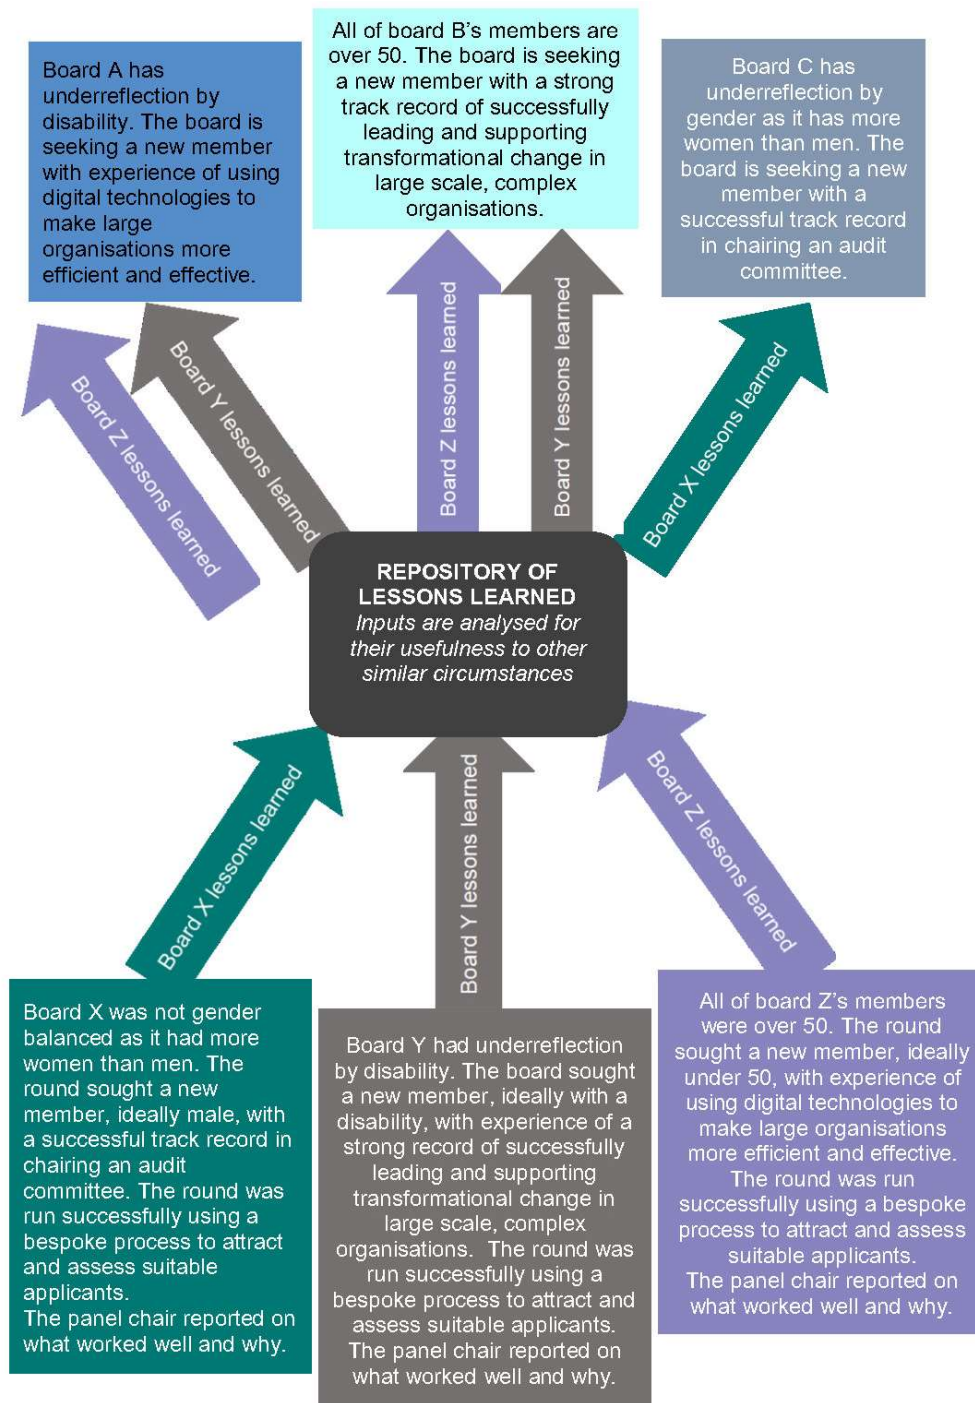 Board A has
underreflection by
disability. The board is
seeking a new member
with experience of using
digital technologies to
make large
organisations more
efficient and effective.
All of board B's members are
over 50. The board is seeking
a new member with a strong
track record of successfully
leading and supporting
transformational change in
large scale, complex
organisations.
Board C has
underreflection by
gender as it has more
women than men. The
board is seeking a new
member with a
successful track record
in chairing an audit
committee.
Board Z lessons learned
Board Y lessons learned
Board Z lessons learned
Board Y lessons learned
Board X lessons learned
REPOSITORY OF
LESSONS LEARNED
Inputs are analysed for
their usefulness to other
similar circumstances
Board X lessons learned
Board Y lessons learned
Board Z lessons learned
Board X was not gender
balanced as it had more
women than men. The
round sought a new
member, ideally male, with
a successful track record in
chairing an audit
committee. The round was
run successfully using a
bespoke process to attract
and assess suitable
applicants.
The panel chair reported on
what worked well and why.
Board Y had underreflection
by disability. The board sought
a new member, ideally with a
disability, with experience of a
strong record of successfully
leading and supporting
transformational change in
large scale, complex
organisations. The round was
run successfully using a
bespoke process to attract and
assess suitable applicants.
The panel chair reported on
what worked well and why.
All of board Z's members
were over 50. The round
sought a new member, ideally
under 50, with experience of
using digital technologies to
make large organisations
more efficient and effective.
The round was run
successfully using a bespoke
process to attract and assess
suitable applicants.
The panel chair reported on
what worked well and why.